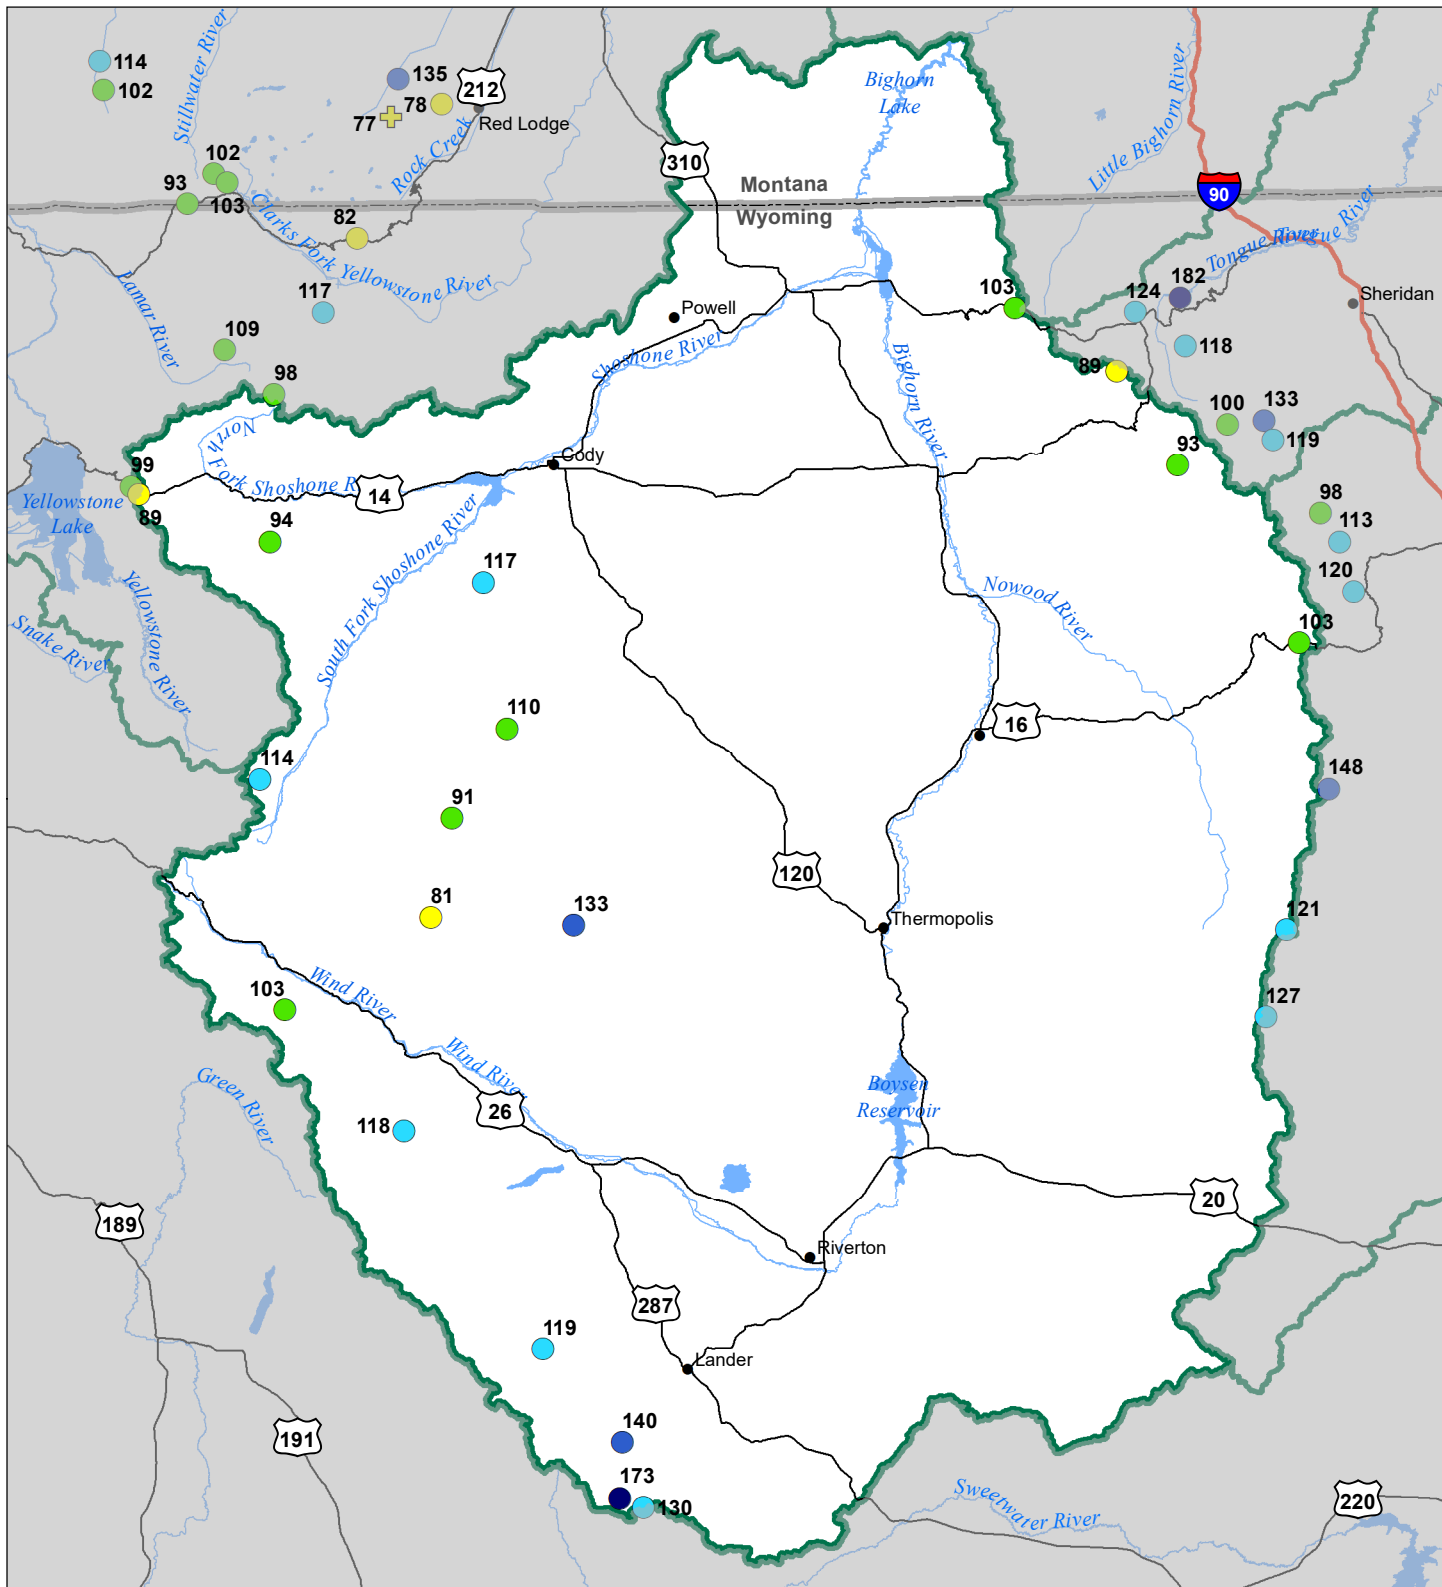 114
102
Stillwater River
135
78
77
212
Red Lodge
Rock Creek
Bighorn
Lake
Little Bighorn River
310
Montana
Wyoming
90
102
93
103
82
Clarks Fork Yellowstone River
Tongue River
Tongue River
Lamar River
117
109
98
Powell
Shoshone River
103
124
182
Sheridan
118
89
Bighorn River
100
133
119
93
North
Fork Shoshone R
14
Cody
99
89
Yellowstone
Lake
94
South Fork Shoshone River
117
98
113
120
103
Nowood River
Yellowstone River
Snake River
110
16
114
91
148
120
81
133
Thermopolis
121
127
103
Wind River
Wind River
Boysen
Reservoir
Green River
26
118
189
20
Riverton
287
119
Lander
191
140
173
130
Sweetwater River
220